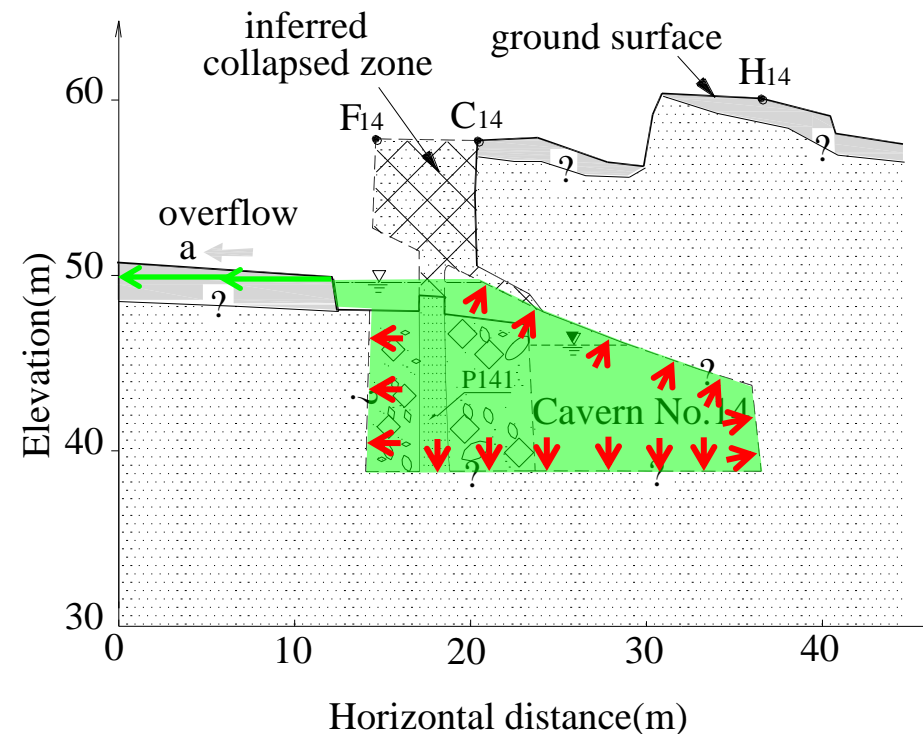 inferred
collapsed zone
ground surface
H14
60
F14
C14
?
?
overflow
a
50
?
?
P141
Cavern No.14
?
40
?
?
30
0
10
20
30
40
Elevation(m)
Horizontal distance(m)